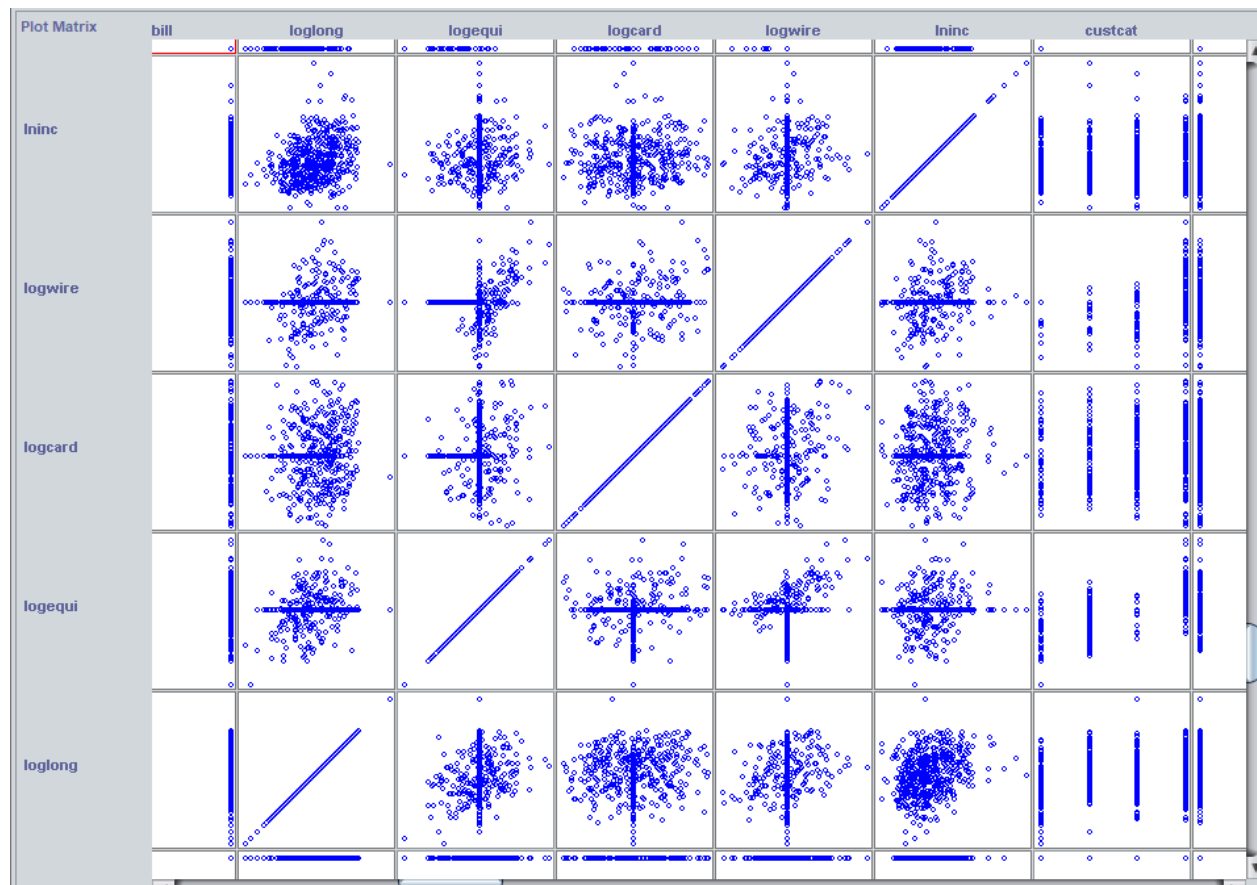 Plot Matrix
bill loglong logequi logcard logwire lninc custcat
lninc
logwire
logcard
logequi
loglong